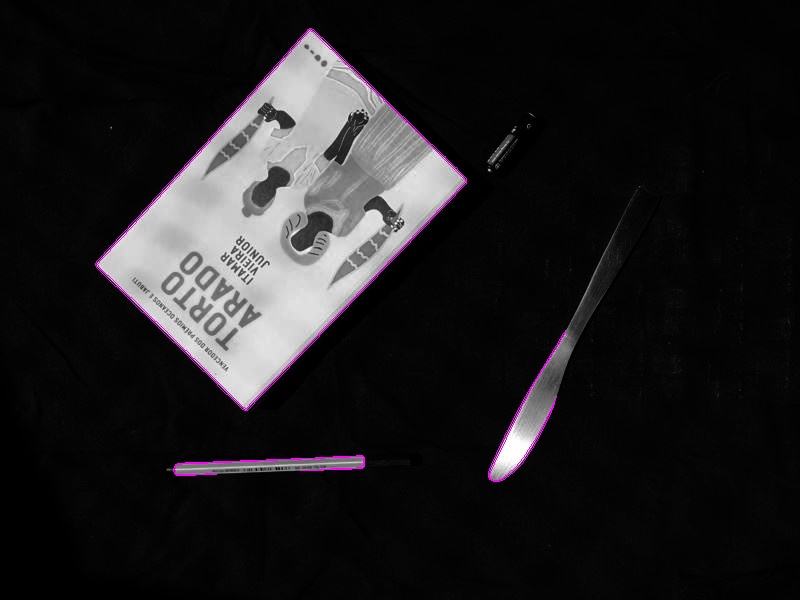 ITAMAR
VIEIRA
JUNIOR
TORTO
ARADO
VENCEDOR DOS PRÊMIOS OCEANOS E JABUTI